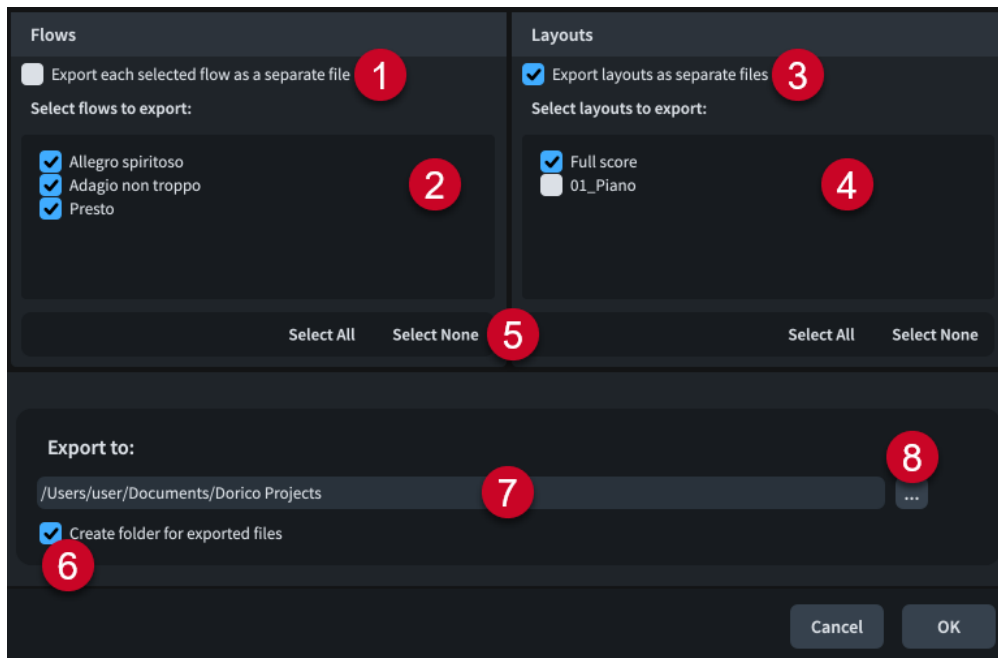 Flows
Export each selected flow as a separate file 1
Select flows to export:
Allegro spiritoso
Adagio non troppo
Presto
2
Select All Select None 5
Layouts
Export layouts as separate files 3
Select layouts to export:
Full score
01_Piano
4
Select All Select None
Export to:
8
/Users/user/Documents/Dorico Projects 7
...
Create folder for exported files
6
Cancel OK